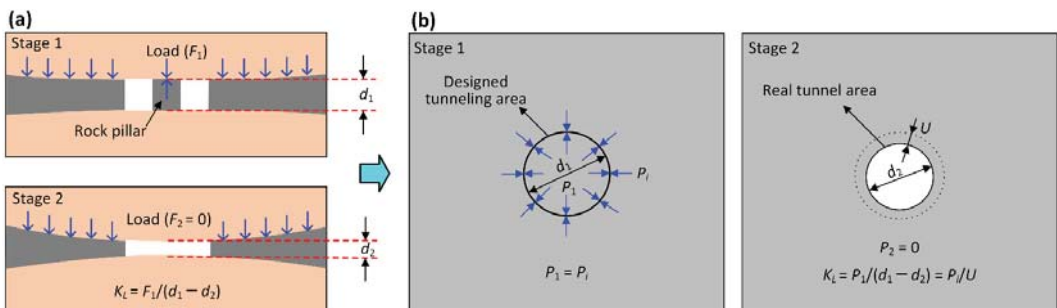 (a)
Stage 1
Load (F₁)
Rock pillar
d₁
Stage 2
Load (F₂ = 0)
d₂
K_L = F₁/(d₁ − d₂)
(b)
Stage 1
Designed
tunneling area
d₁
P₁
Pᵢ
P₁ = Pᵢ
Stage 2
Real tunnel area
U
d₂
P₂ = 0
K_L = P₁/(d₁ − d₂) = Pᵢ/U